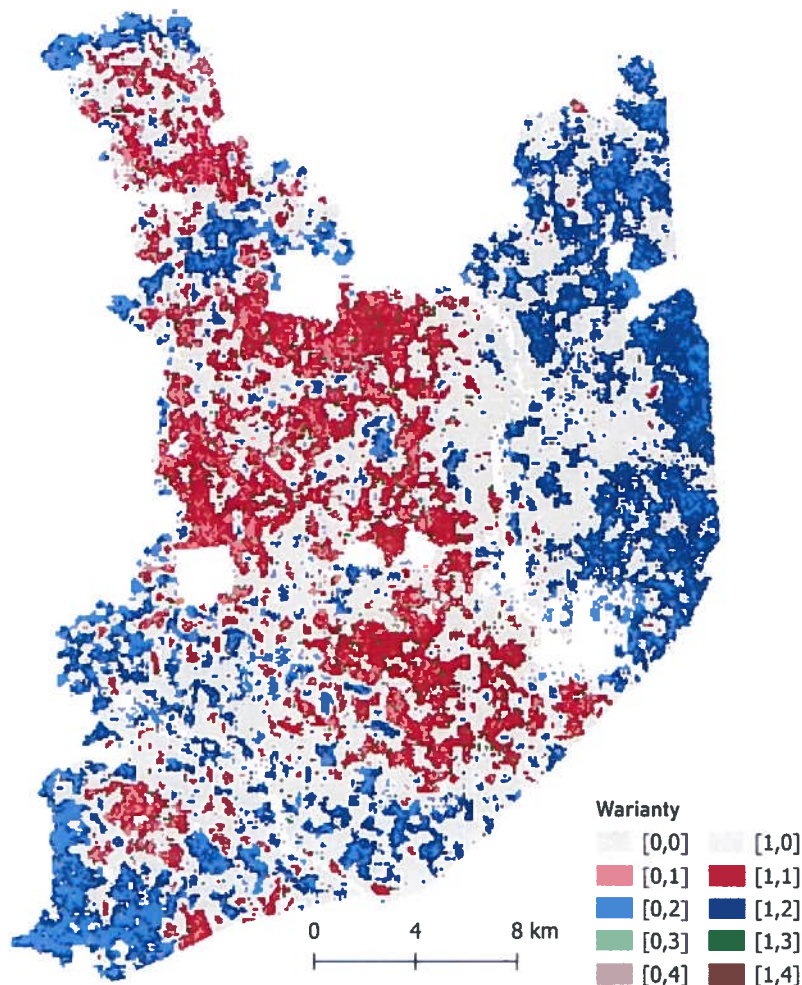 Warianty
[0,0] [1,0]
[0,1] [1,1]
[0,2] [1,2]
[0,3] [1,3]
[0,4] [1,4]
0 4 8 km